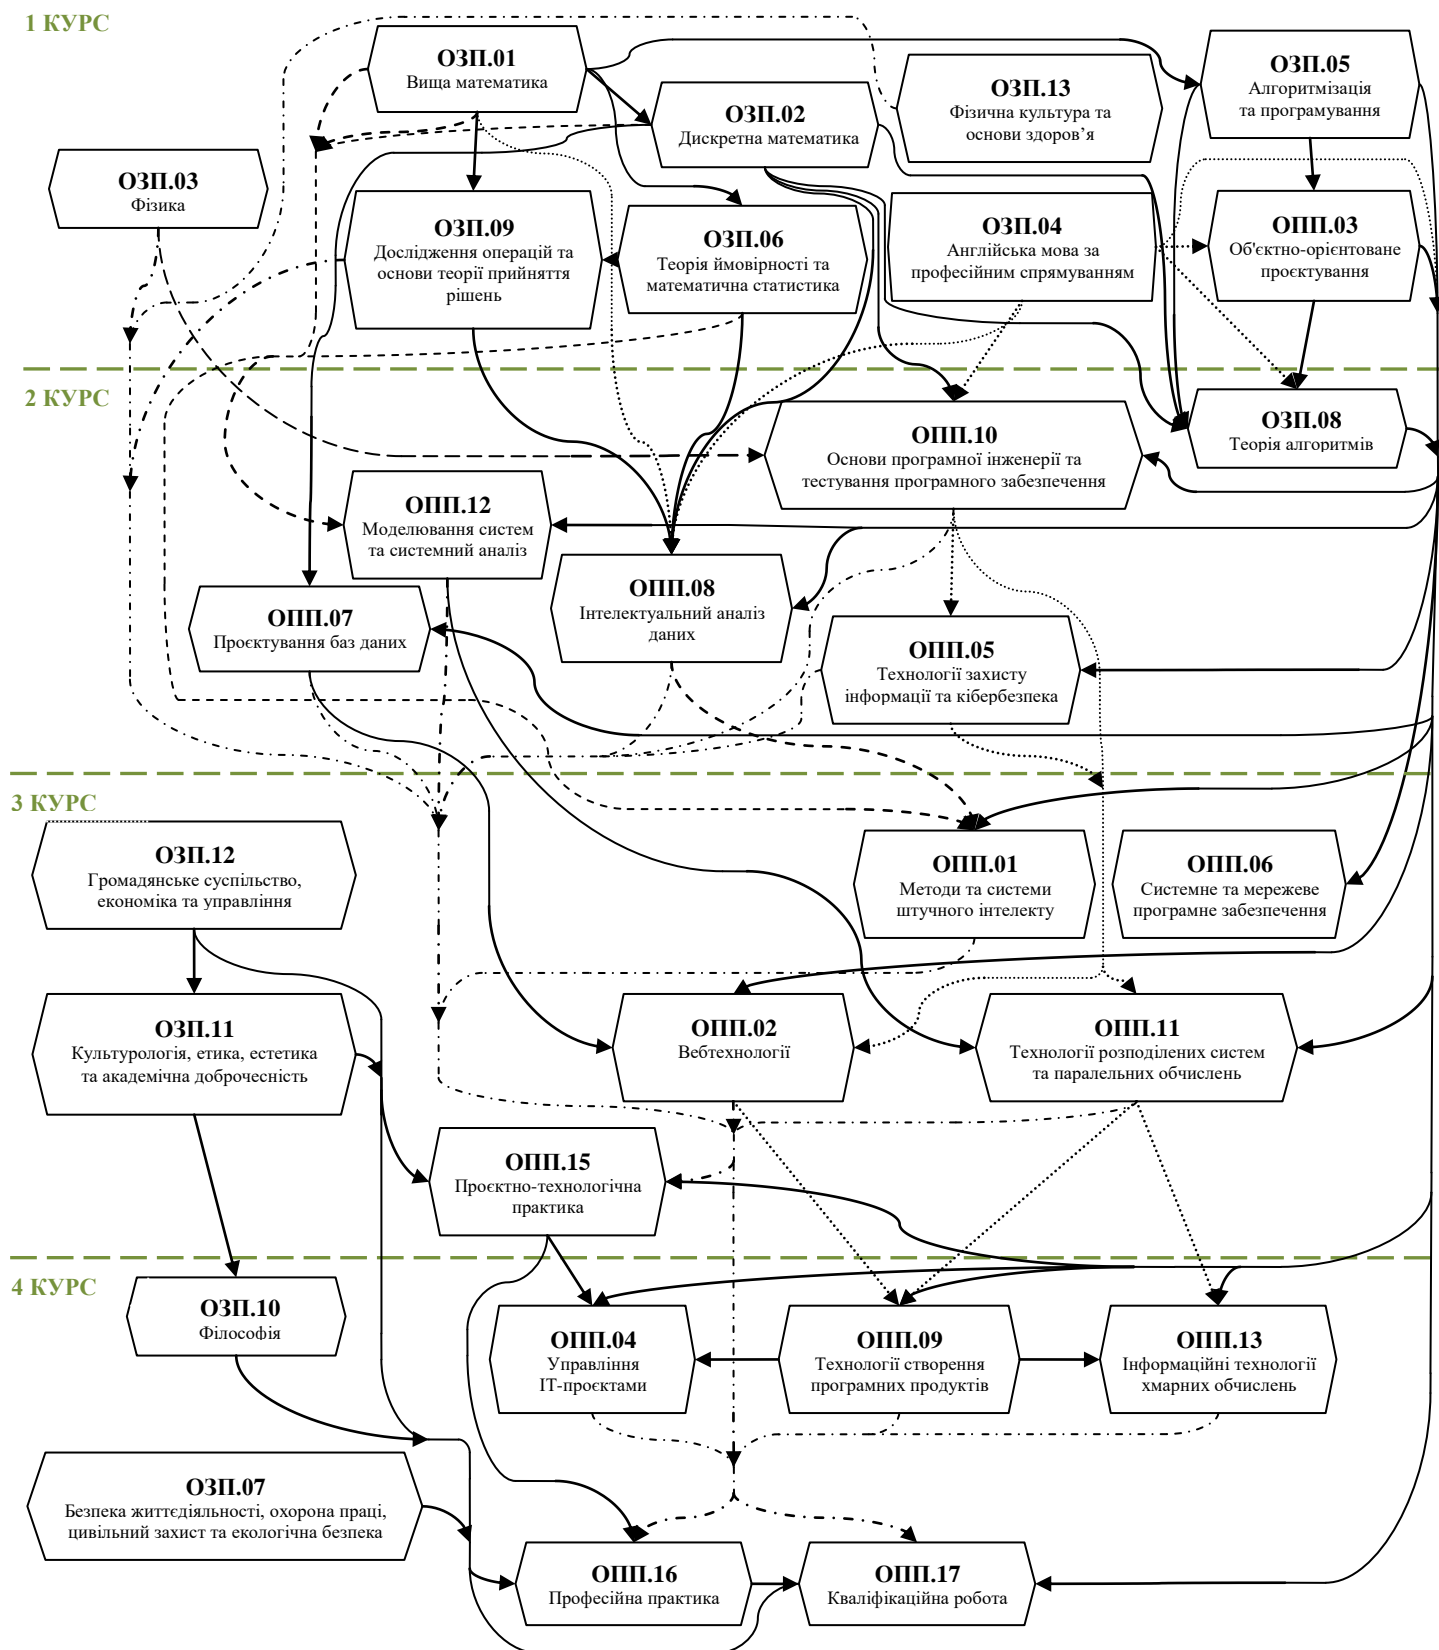 1 КУРС
ОЗП.01
Вища математика
ОЗП.02
Дискретна математика
ОЗП.13
Фізична культура та
основи здоров’я
ОЗП.05
Алгоритмізація
та програмування
ОЗП.03
Фізика
ОЗП.09
Дослідження операцій та
основи теорії прийняття
рішень
ОЗП.06
Теорія ймовірності та
математична статистика
ОЗП.04
Англійська мова за
професійним спрямуванням
ОПП.03
Об'єктно-орієнтоване
проєктування
2 КУРС
ОЗП.08
Теорія алгоритмів
ОПП.10
Основи програмної інженерії та
тестування програмного забезпечення
ОПП.12
Моделювання систем
та системний аналіз
ОПП.08
Інтелектуальний аналіз
даних
ОПП.07
Проєктування баз даних
ОПП.05
Технології захисту
інформації та кібербезпека
3 КУРС
ОЗП.12
Громадянське суспільство,
економіка та управління
ОПП.01
Методи та системи
штучного інтелекту
ОПП.06
Системне та мережеве
програмне забезпечення
ОЗП.11
Культурологія, етика, естетика
та академічна доброчесність
ОПП.02
Вебтехнології
ОПП.11
Технології розподілених систем
та паралельних обчислень
ОПП.15
Проєктно-технологічна
практика
4 КУРС
ОЗП.10
Філософія
ОПП.04
Управління
ІТ-проєктами
ОПП.09
Технології створення
програмних продуктів
ОПП.13
Інформаційні технології
хмарних обчислень
ОЗП.07
Безпека життєдіяльності, охорона праці,
цивільний захист та екологічна безпека
ОПП.16
Професійна практика
ОПП.17
Кваліфікаційна робота